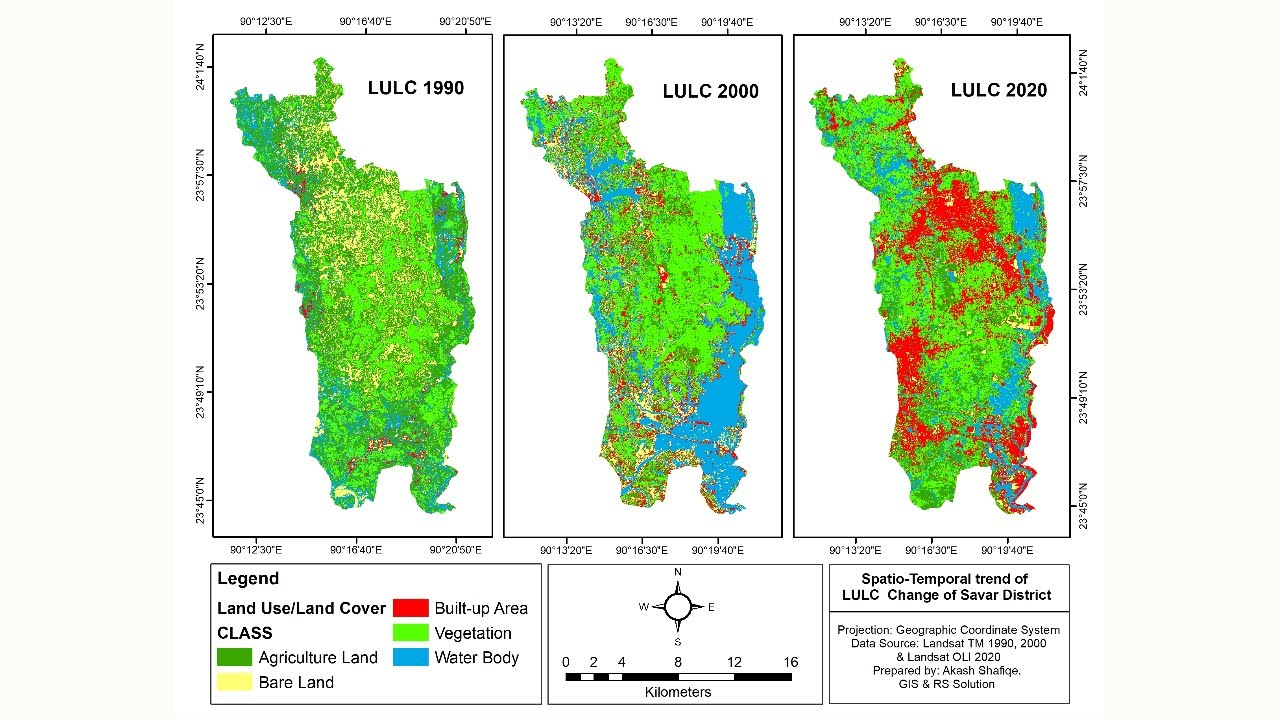 90°12'30"E 90°16'40"E 90°20'50"E
90°13'20"E 90°16'30"E 90°19'40"E
90°13'20"E 90°16'30"E 90°19'40"E
24°1'40"N
23°57'30"N
23°53'20"N
23°49'10"N
23°45'0"N
LULC 1990
LULC 2000
LULC 2020
24°1'40"N
23°57'30"N
23°53'20"N
23°49'10"N
23°45'0"N
90°12'30"E 90°16'40"E 90°20'50"E
90°13'20"E 90°16'30"E 90°19'40"E
90°13'20"E 90°16'30"E 90°19'40"E
Legend
Land Use/Land Cover
CLASS
Agriculture Land
Bare Land
Built-up Area
Vegetation
Water Body
N
W E
S
0 2 4 8 12 16
Kilometers
Spatio-Temporal trend of
LULC Change of Savar District
Projection: Geographic Coordinate System
Data Source: Landsat TM 1990, 2000
& Landsat OLI 2020
Prepared by: Akash Shafiqe,
GIS & RS Solution